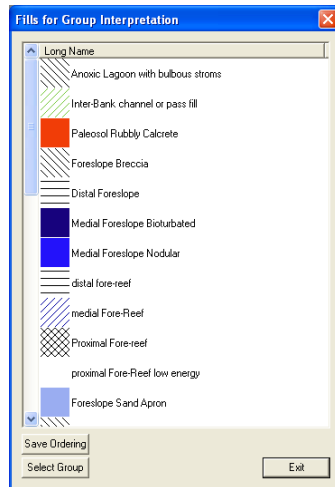 Fills for Group Interpretation
Long Name
Anoxic Lagoon with bulbous stroms
Inter-Bank channel or pass fill
Paleosol Rubbly Calcrete
Foreslope Breccia
Distal Foreslope
Medial Foreslope Bioturbated
Medial Foreslope Nodular
distal fore-reef
medial Fore-Reef
Proximal Fore-reef
proximal Fore-Reef low energy
Foreslope Sand Apron
Save Ordering
Select Group
Exit